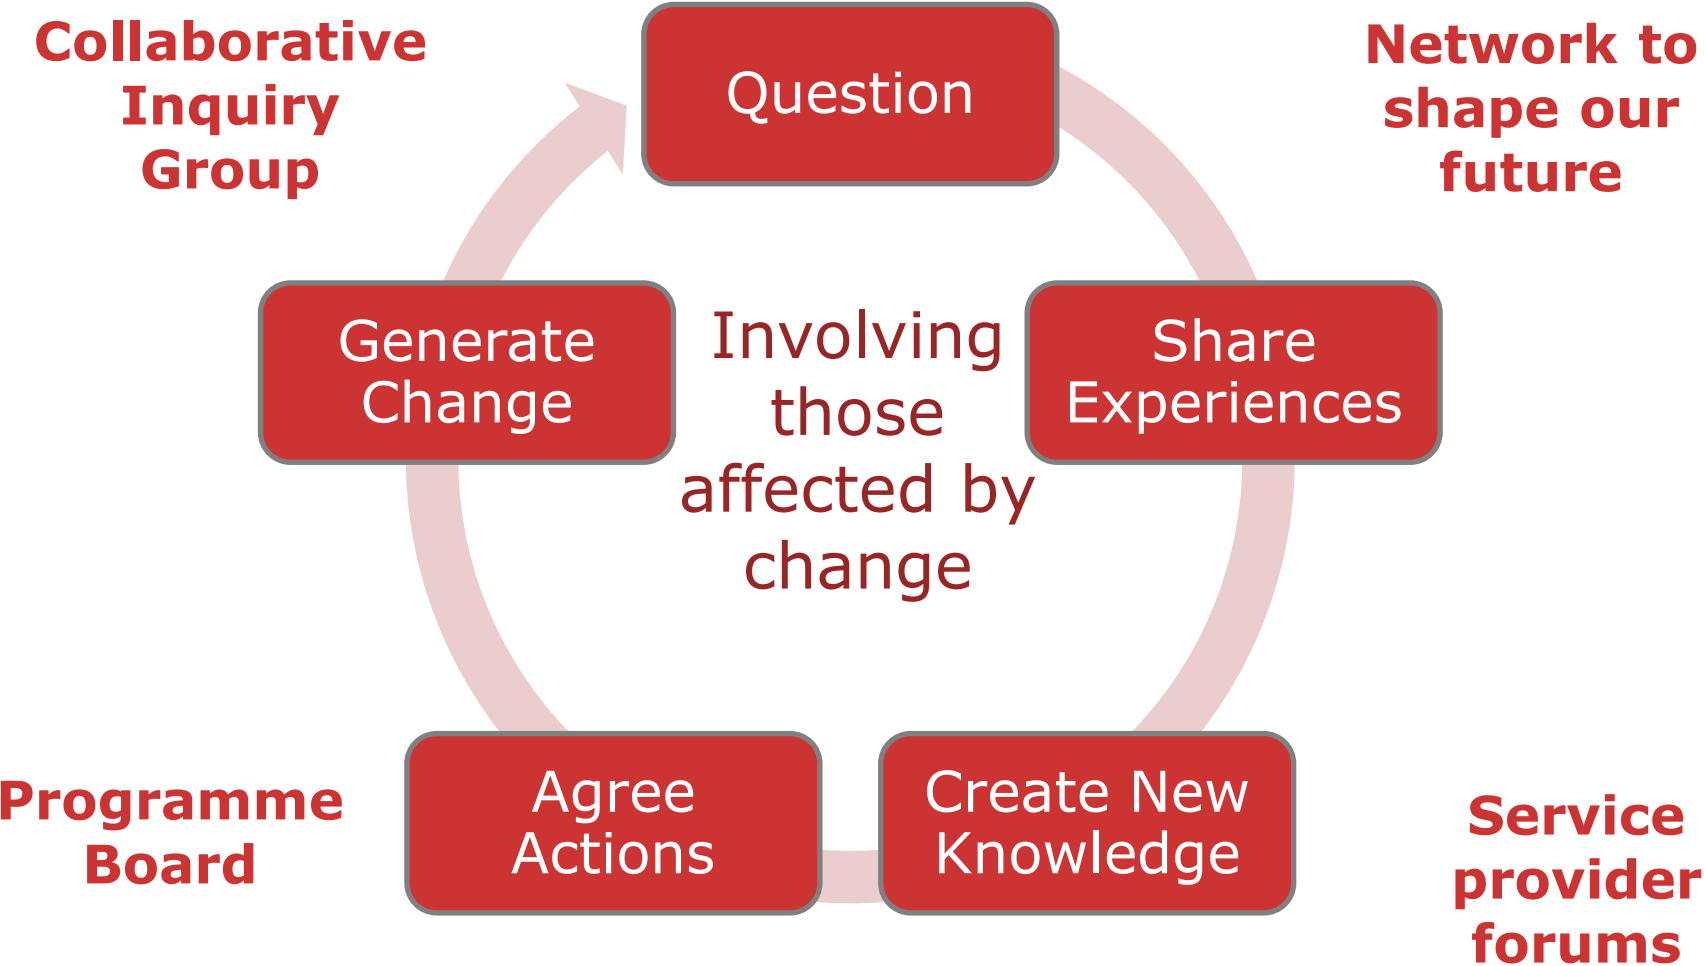 Collaborative
Inquiry
Group
Question
Network to
shape our
future
Generate
Change
Involving
those
affected by
change
Share
Experiences
Programme
Board
Agree
Actions
Create New
Knowledge
Service
provider
forums